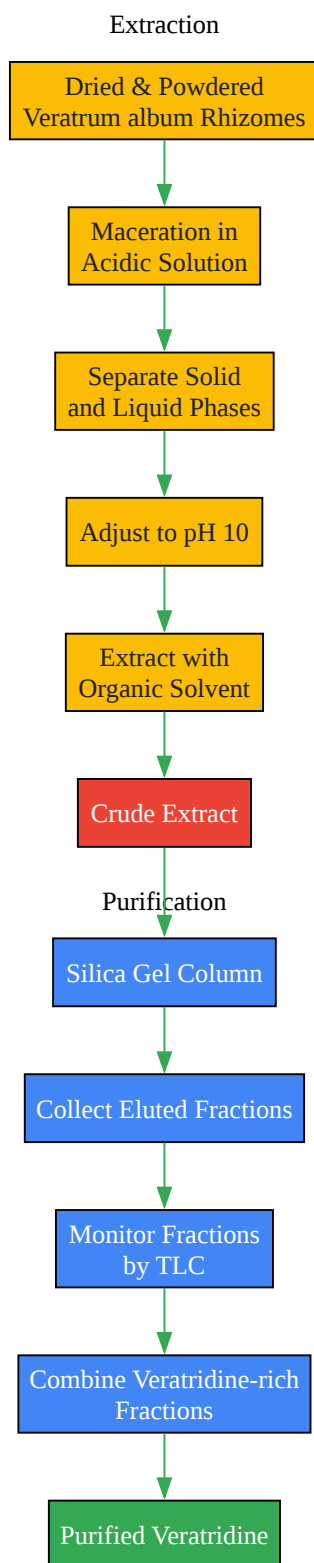 Extraction
Dried & Powdered
Veratrum album Rhizomes
Maceration in
Acidic Solution
Separate Solid
and Liquid Phases
Adjust to pH 10
Extract with
Organic Solvent
Crude Extract
Purification
Silica Gel Column
Collect Eluted Fractions
Monitor Fractions
by TLC
Combine Veratridine-rich
Fractions
Purified Veratridine